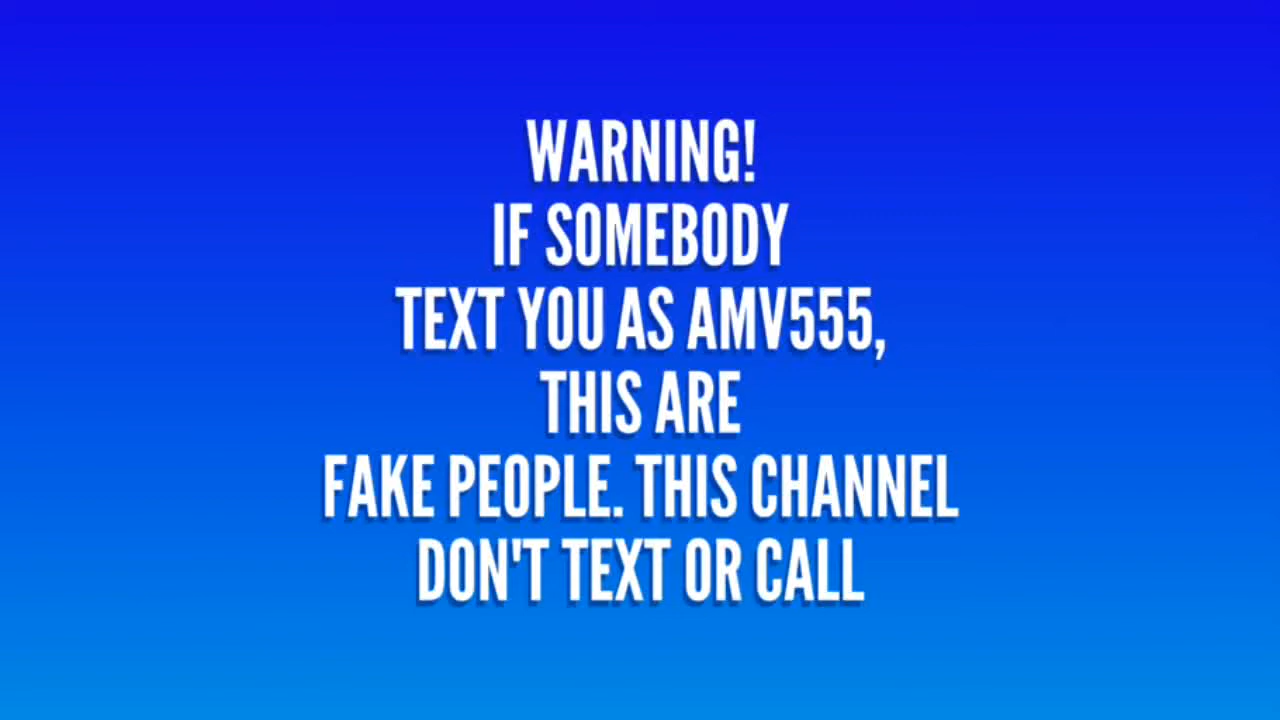 WARNING!
IF SOMEBODY
TEXT YOU AS AMV555,
THIS ARE
FAKE PEOPLE. THIS CHANNEL
DON'T TEXT OR CALL